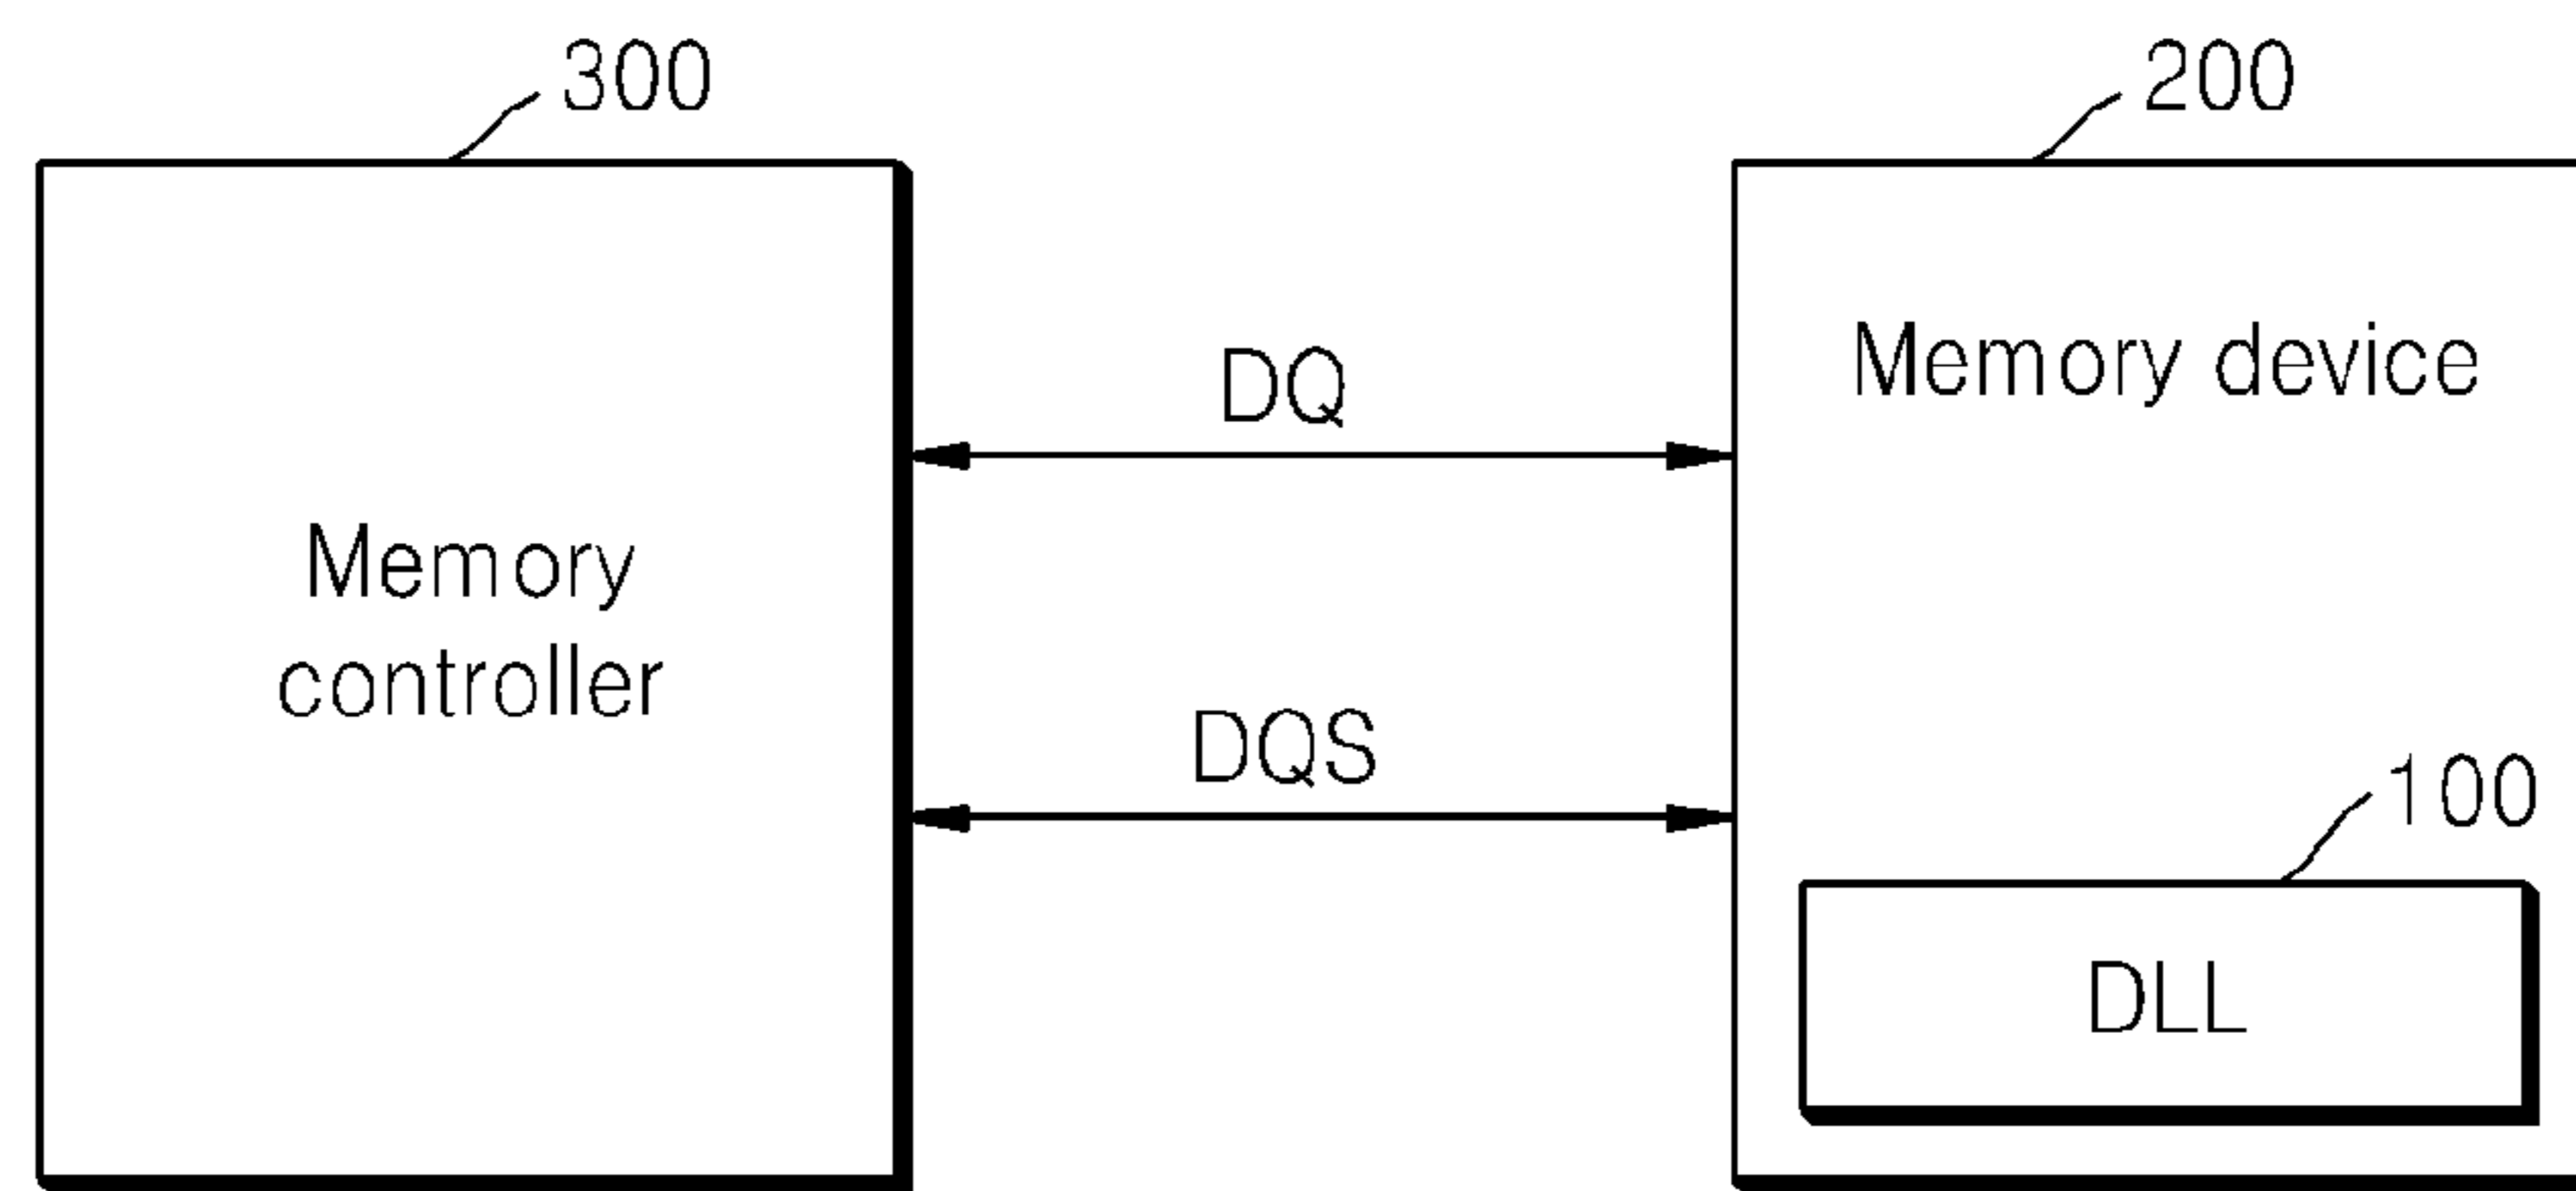 300
200
Memory
controller
DQ
DQS
Memory device
100
DLL